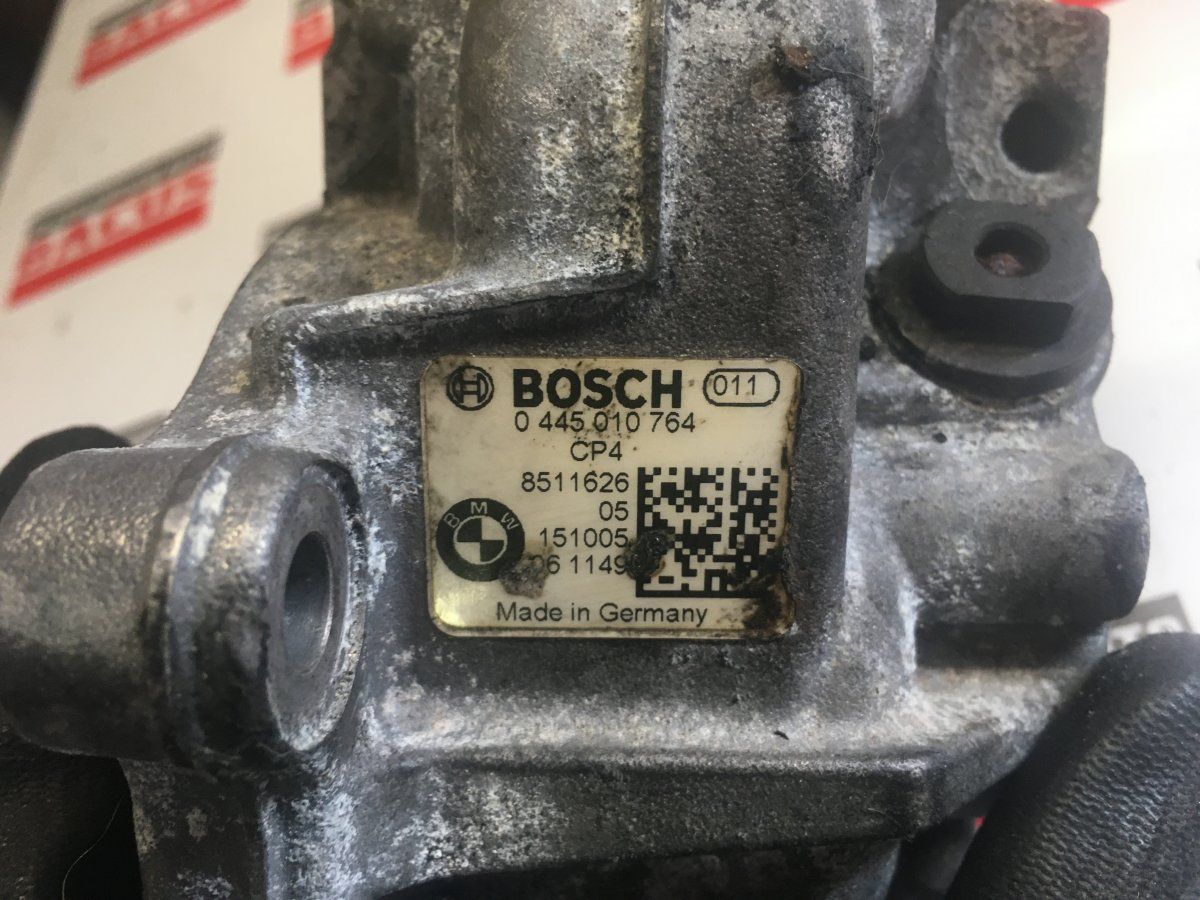 BOSCH 011
0 445 010 764
CP4
8511626
05
BMW
151005
Made in Germany